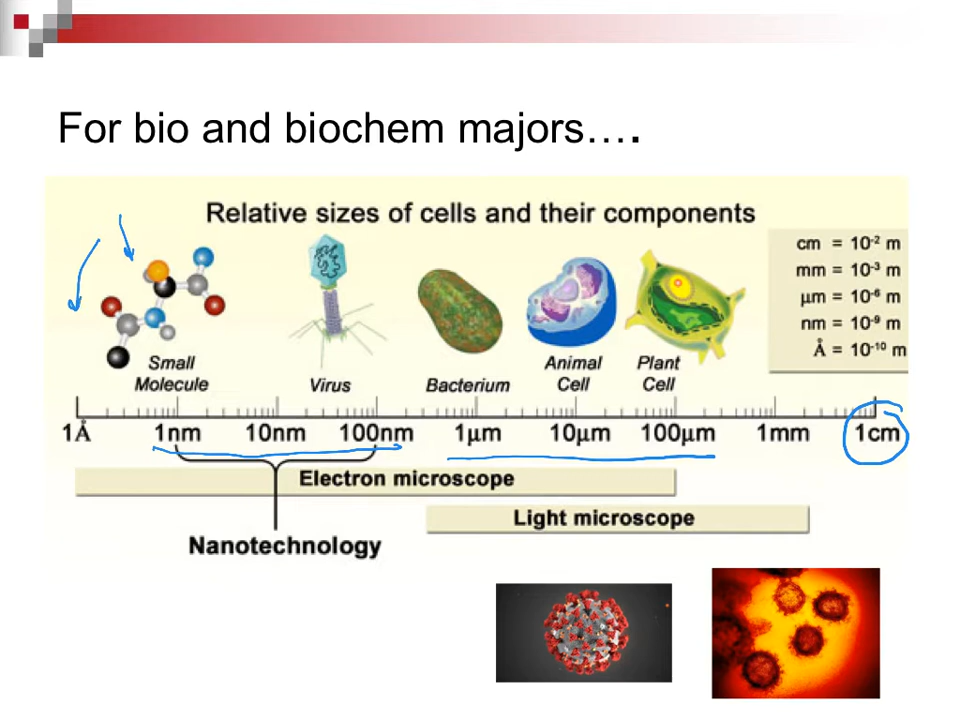 For bio and biochem majors….
Relative sizes of cells and their components
cm = 10⁻² m
mm = 10⁻³ m
μm = 10⁻⁶ m
nm = 10⁻⁹ m
Å = 10⁻¹⁰ m
Small Molecule
Virus
Bacterium
Animal Cell
Plant Cell
1Å 1nm 10nm 100nm 1μm 10μm 100μm 1mm 1cm
Electron microscope
Light microscope
Nanotechnology